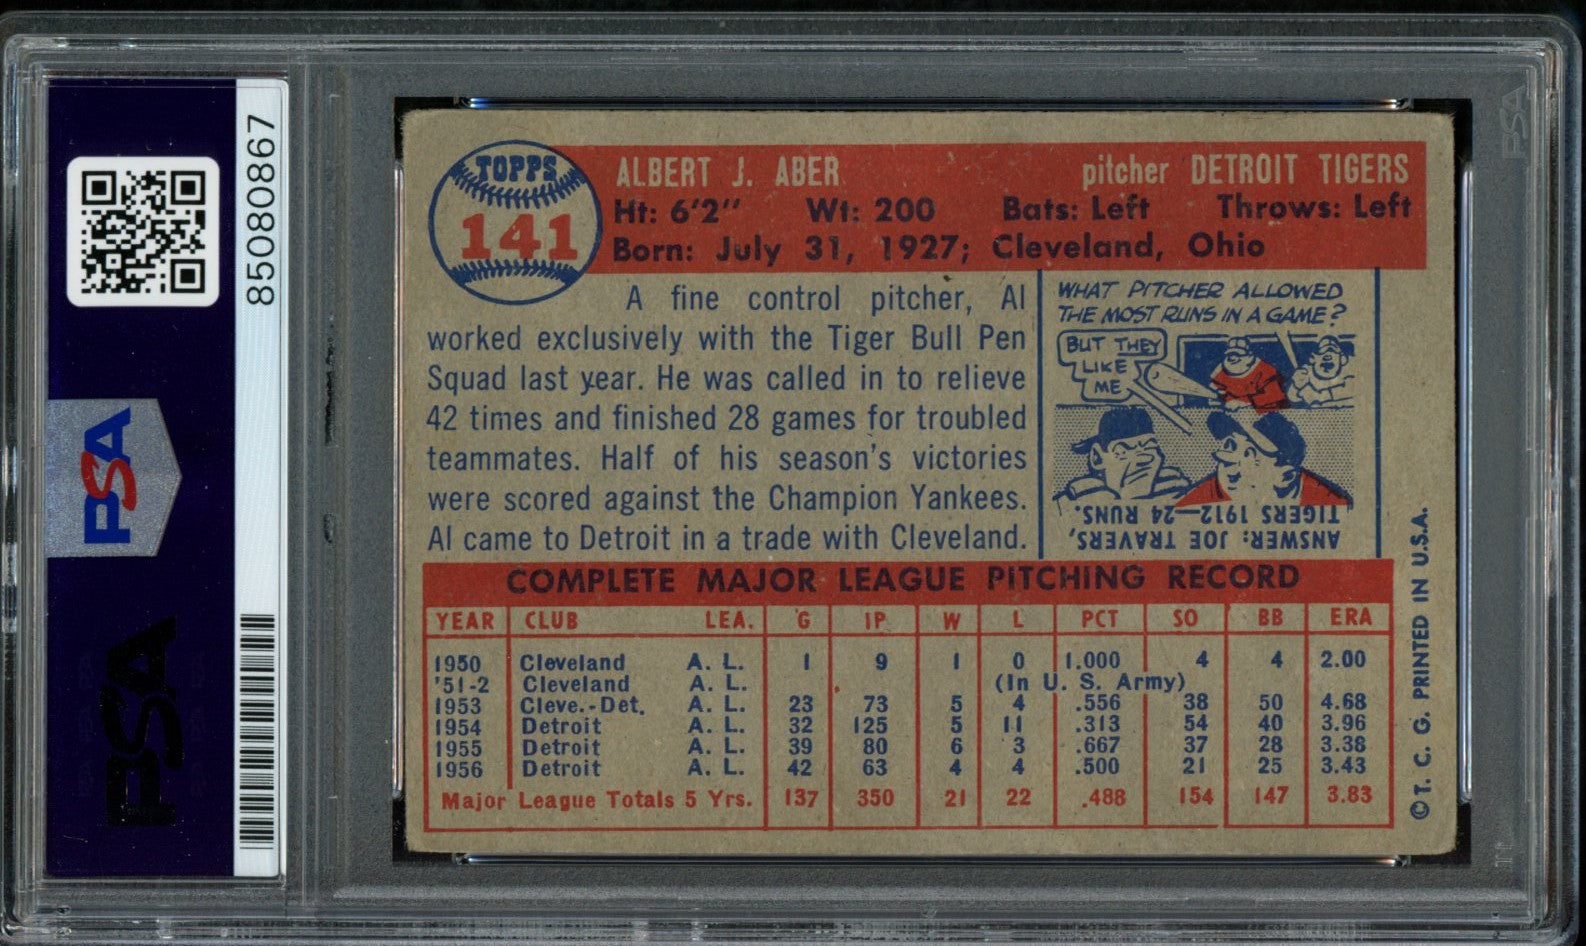 PSA
85080867
PSA
PSA
TOPPS
141
ALBERT J. ABER pitcher DETROIT TIGERS
Ht: 6'2" Wt: 200 Bats: Left Throws: Left
Born: July 31, 1927; Cleveland, Ohio
A fine control pitcher, Al
worked exclusively with the Tiger Bull Pen
Squad last year. He was called in to relieve
42 times and finished 28 games for troubled
teammates. Half of his season's victories
were scored against the Champion Yankees.
Al came to Detroit in a trade with Cleveland.
WHAT PITCHER ALLOWED
THE MOST RUNS IN A GAME?
BUT THEY
LIKE
ME
ANSWER: JOE TRAVERS,
TIGERS 1912—24 RUNS.
COMPLETE MAJOR LEAGUE PITCHING RECORD
YEAR CLUB LEA. G IP W L PCT SO BB ERA
1950 Cleveland A. L. 1 9 1 0 1.000 4 4 2.00
'51-2 Cleveland A. L. (In U. S. Army)
1953 Cleve.-Det. A. L. 23 73 5 4 .556 38 50 4.68
1954 Detroit A. L. 32 125 5 11 .313 54 40 3.96
1955 Detroit A. L. 39 80 6 3 .667 37 28 3.38
1956 Detroit A. L. 42 63 4 4 .500 21 25 3.43
Major League Totals 5 Yrs. 137 350 21 22 .488 154 147 3.83
©T. C. G. PRINTED IN U.S.A.
PSA